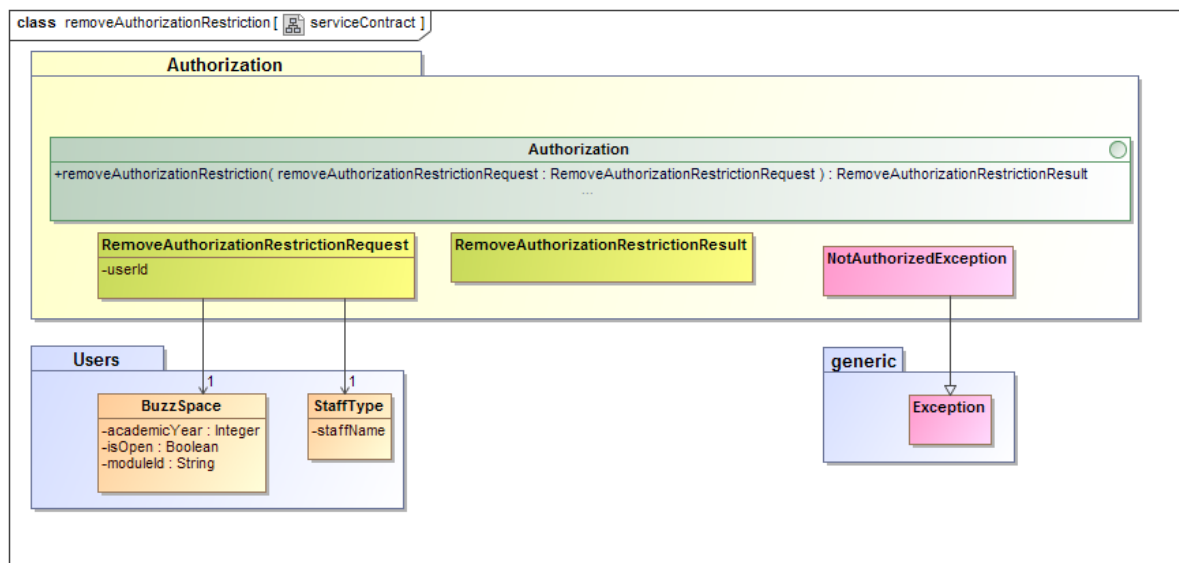 class removeAuthorizationRestriction [ serviceContract ]
Authorization
Authorization
+removeAuthorizationRestriction( removeAuthorizationRestrictionRequest : RemoveAuthorizationRestrictionRequest ) : RemoveAuthorizationRestrictionResult
...
RemoveAuthorizationRestrictionRequest
-userId
RemoveAuthorizationRestrictionResult
NotAuthorizedException
Users
1
1
BuzzSpace
-academicYear : Integer
-isOpen : Boolean
-moduleId : String
StaffType
-staffName
generic
Exception